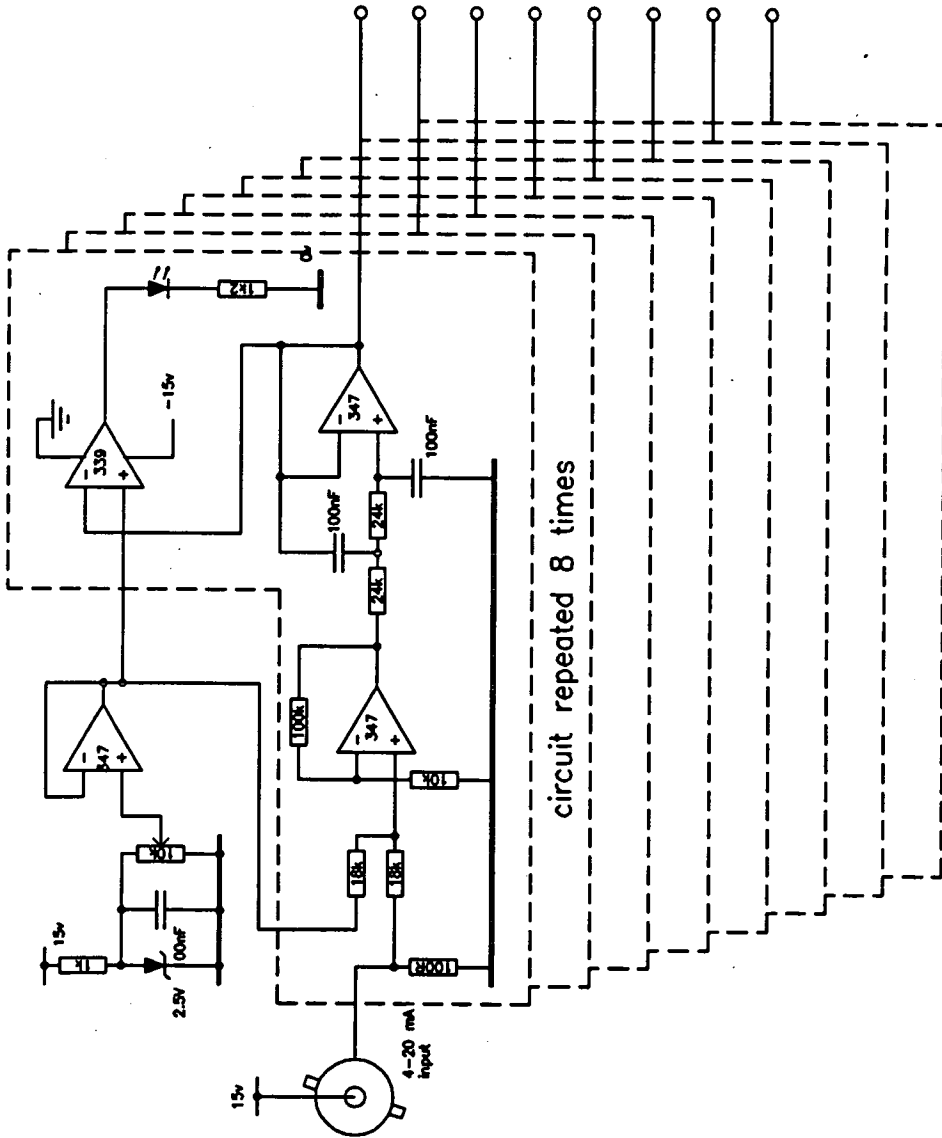 15v
1k
2.5V
00nF
10k
-
347
+
-
339
+
-15v
1k2
0v
15v
4-20 mA
input
100R
18k
18k
10k
100k
-
347
+
24k
24k
100nF
100nF
-
347
+
circuit repeated 8 times